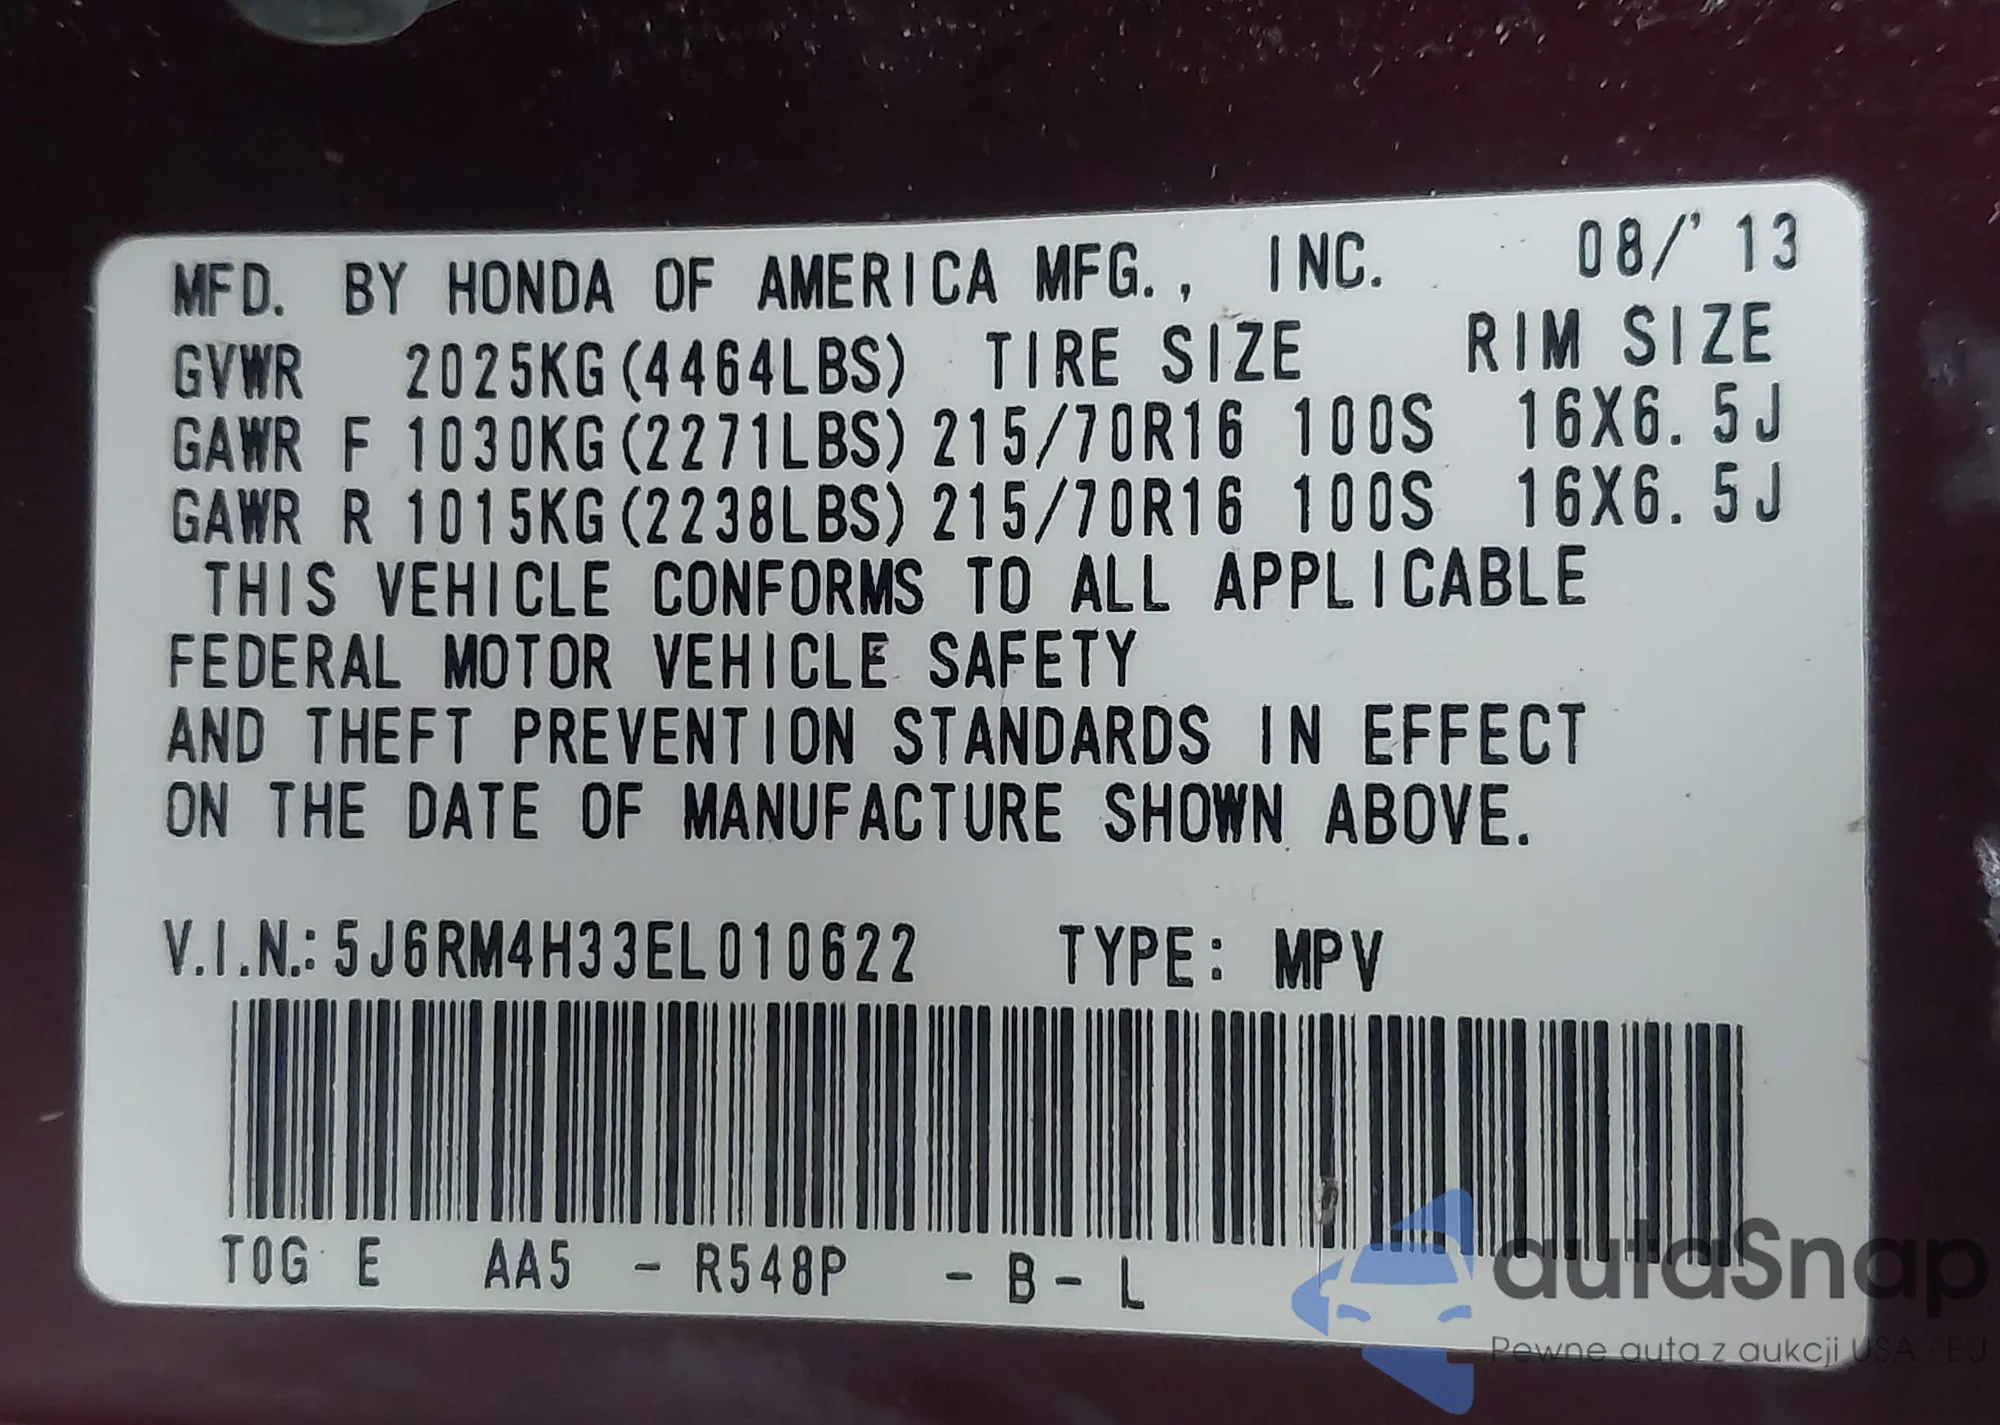 MFD. BY HONDA OF AMERICA MFG., INC. 08/'13
GVWR 2025KG(4464LBS) TIRE SIZE RIM SIZE
GAWR F 1030KG(2271LBS) 215/70R16 100S 16X6.5J
GAWR R 1015KG(2238LBS) 215/70R16 100S 16X6.5J
THIS VEHICLE CONFORMS TO ALL APPLICABLE
FEDERAL MOTOR VEHICLE SAFETY
AND THEFT PREVENTION STANDARDS IN EFFECT
ON THE DATE OF MANUFACTURE SHOWN ABOVE.
V.I.N.: 5J6RM4H33EL010622 TYPE: MPV
T0G E AA5 - R548P - B - L
autaSnap
Pewne auta z aukcji USA / EU